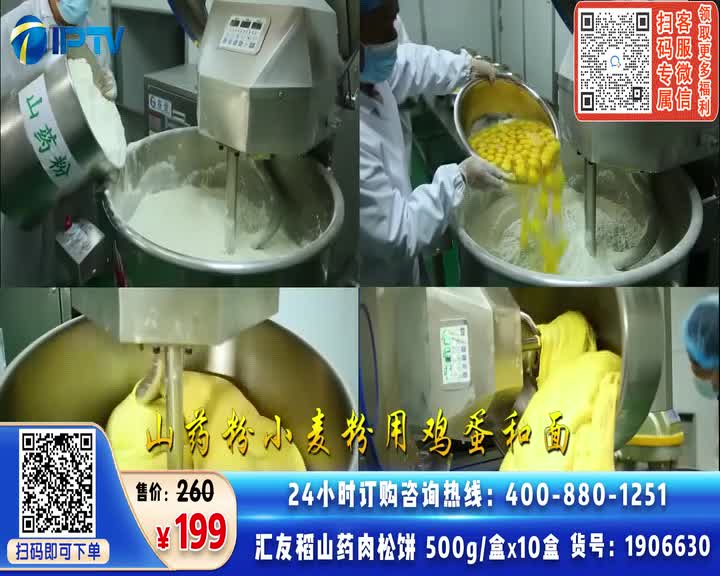 IPTV
扫码专属
客服微信
领取更多福利
山药粉
山药粉小麦粉用鸡蛋和面
售价：260
¥199
24小时订购咨询热线：400-880-1251
汇友稻山药肉松饼 500g/盒x10盒 货号：1906630
扫码即可下单